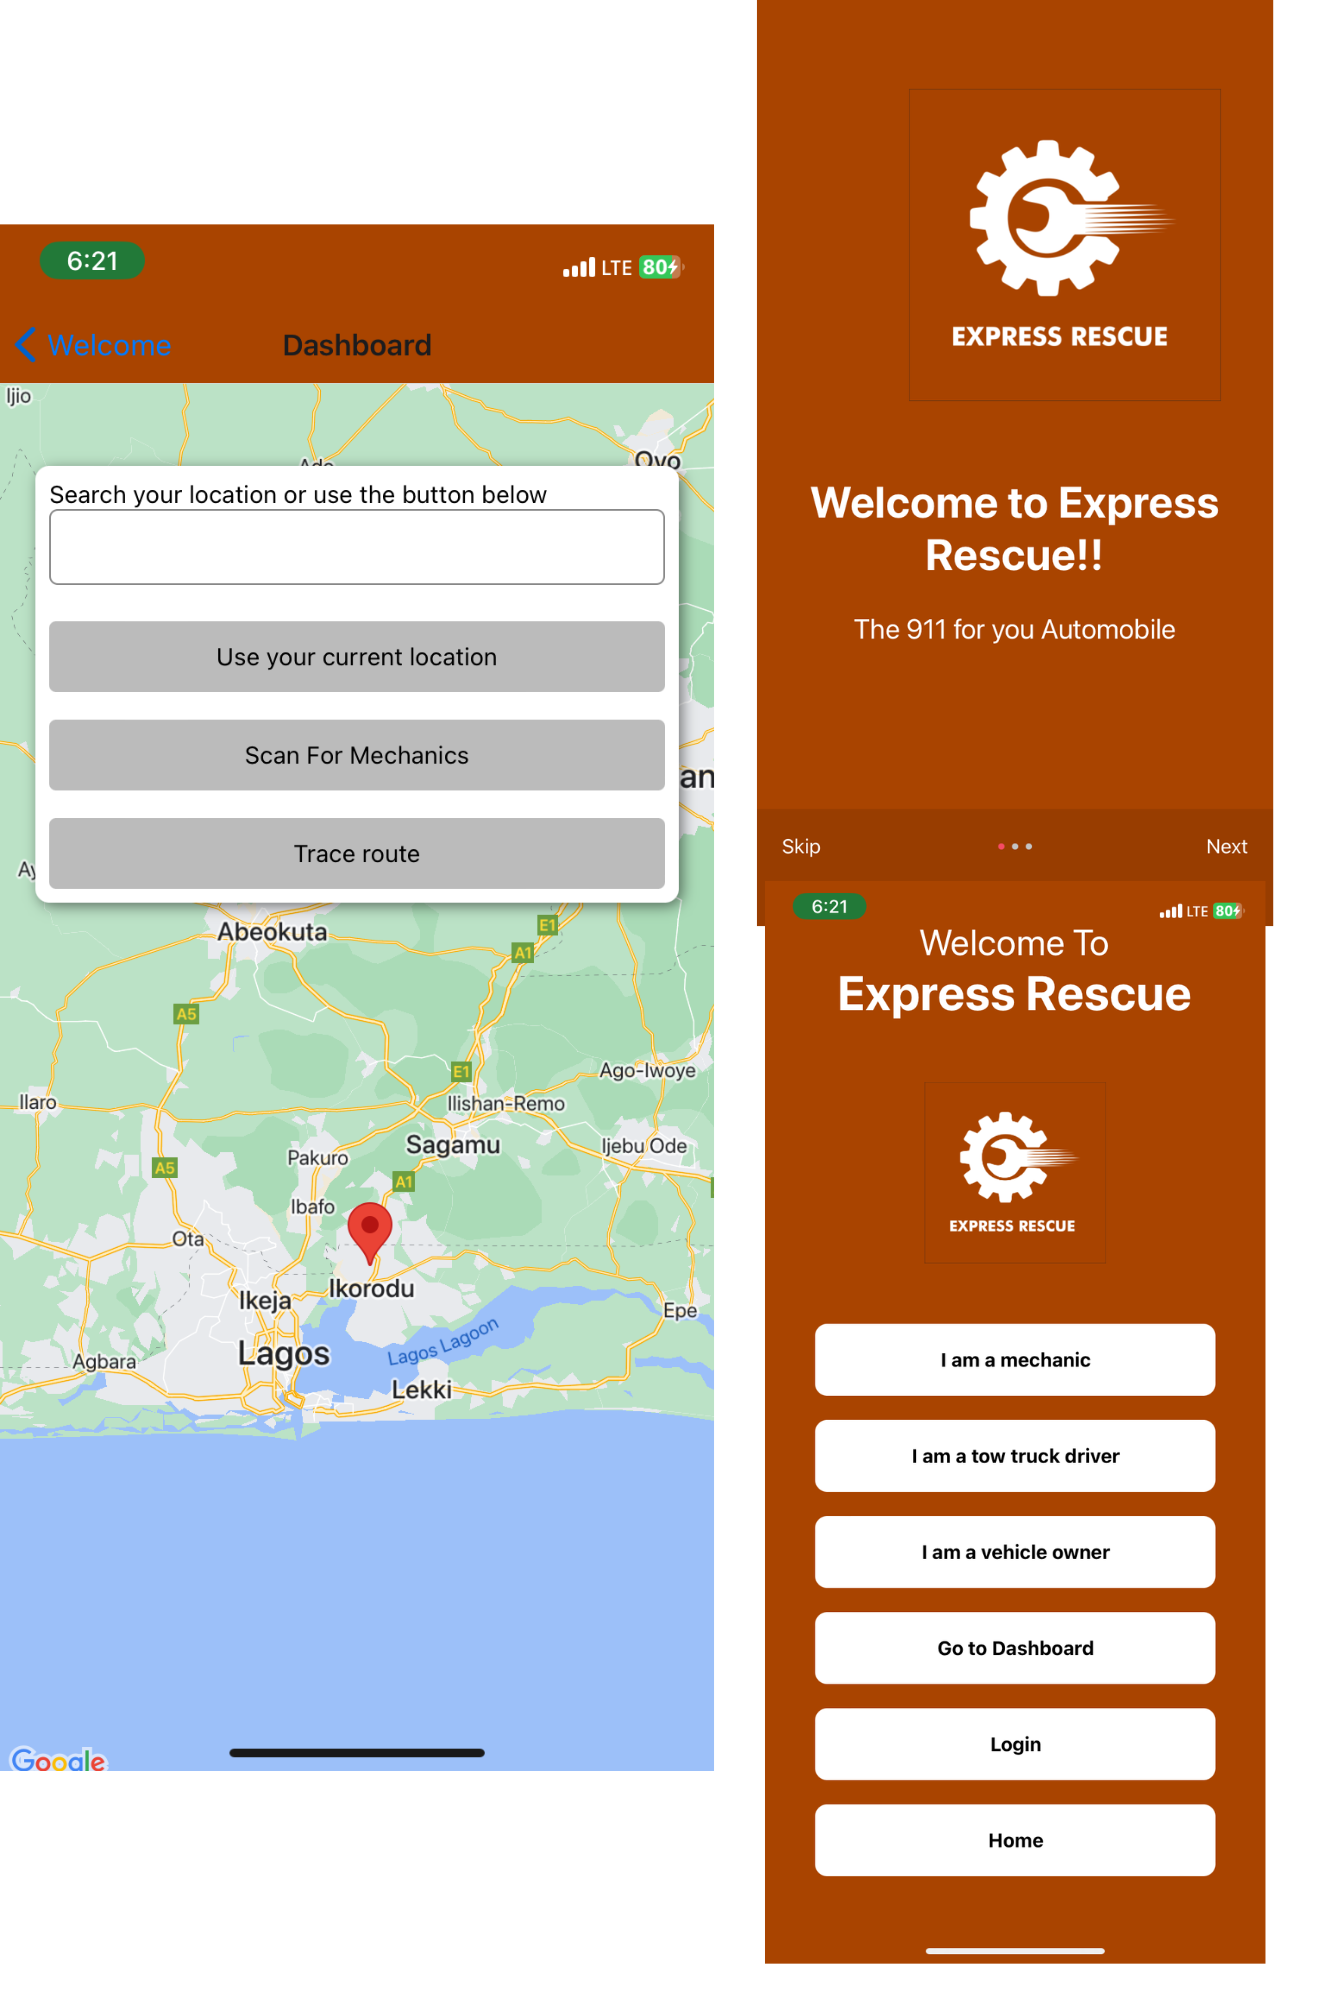 6:21
LTE 80
Welcome
Dashboard
Ijio
Oyo
Search your location or use the button below
Use your current location
Scan For Mechanics
Trace route
Abeokuta
E1
A1
A5
E1
Ago-Iwoye
Ilaro
Ilishan-Remo
Sagamu
Ijebu Ode
Pakuro
A5
A1
Ibafo
Ota
Ikorodu
Ikeja
Epe
Lagos Lagoon
Lagos
Agbara
Lekki
Google
EXPRESS RESCUE
Welcome to Express
Rescue!!
The 911 for you Automobile
Skip
Next
6:21
LTE 80
Welcome To
Express Rescue
EXPRESS RESCUE
I am a mechanic
I am a tow truck driver
I am a vehicle owner
Go to Dashboard
Login
Home